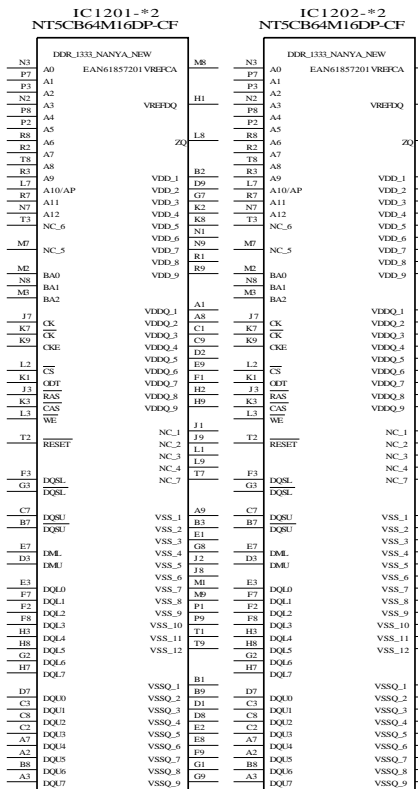 IC1201-*2
NT5CB64M16DP-CF
DDR_1333_NANYA_NEW
EAN61857201
N3 A0
P7 A1
P3 A2
N2 A3
P8 A4
P2 A5
R8 A6
R2 A7
T8 A8
R3 A9
L7 A10/AP
R7 A11
N7 A12
T3 NC_6
M7 NC_5
M2 BA0
N8 BA1
M3 BA2
J7 CK
K7 CK
K9 CKE
L2 CS
K1 ODT
J3 RAS
K3 CAS
L3 WE
T2 RESET
F3 DQSL
G3 DQSL
C7 DQSU
B7 DQSU
E7 DML
D3 DMU
E3 DQL0
F7 DQL1
F2 DQL2
F8 DQL3
H3 DQL4
H8 DQL5
G2 DQL6
H7 DQL7
D7 DQU0
C3 DQU1
C8 DQU2
C2 DQU3
A7 DQU4
A2 DQU5
B8 DQU6
A3 DQU7
VREFCA M8
VREFDQ H1
ZQ L8
VDD_1 B2
VDD_2 D9
VDD_3 G7
VDD_4 K2
VDD_5 K8
VDD_6 N1
VDD_7 N9
VDD_8 R1
VDD_9 R9
VDDQ_1 A1
VDDQ_2 A8
VDDQ_3 C1
VDDQ_4 C9
VDDQ_5 D2
VDDQ_6 E9
VDDQ_7 F1
VDDQ_8 H2
VDDQ_9 H9
NC_1 J1
NC_2 J9
NC_3 L1
NC_4 L9
NC_7 T7
VSS_1 A9
VSS_2 B3
VSS_3 E1
VSS_4 G8
VSS_5 J2
VSS_6 J8
VSS_7 M1
VSS_8 M9
VSS_9 P1
VSS_10 P9
VSS_11 T1
VSS_12 T9
VSSQ_1 B1
VSSQ_2 B9
VSSQ_3 D1
VSSQ_4 D8
VSSQ_5 E2
VSSQ_6 E8
VSSQ_7 F9
VSSQ_8 G1
VSSQ_9 G9
IC1202-*2
NT5CB64M16DP-CF
DDR_1333_NANYA_NEW
EAN61857201
N3 A0
P7 A1
P3 A2
N2 A3
P8 A4
P2 A5
R8 A6
R2 A7
T8 A8
R3 A9
L7 A10/AP
R7 A11
N7 A12
T3 NC_6
M7 NC_5
M2 BA0
N8 BA1
M3 BA2
J7 CK
K7 CK
K9 CKE
L2 CS
K1 ODT
J3 RAS
K3 CAS
L3 WE
T2 RESET
F3 DQSL
G3 DQSL
C7 DQSU
B7 DQSU
E7 DML
D3 DMU
E3 DQL0
F7 DQL1
F2 DQL2
F8 DQL3
H3 DQL4
H8 DQL5
G2 DQL6
H7 DQL7
D7 DQU0
C3 DQU1
C8 DQU2
C2 DQU3
A7 DQU4
A2 DQU5
B8 DQU6
A3 DQU7
VREFCA
VREFDQ
ZQ
VDD_1
VDD_2
VDD_3
VDD_4
VDD_5
VDD_6
VDD_7
VDD_8
VDD_9
VDDQ_1
VDDQ_2
VDDQ_3
VDDQ_4
VDDQ_5
VDDQ_6
VDDQ_7
VDDQ_8
VDDQ_9
NC_1
NC_2
NC_3
NC_4
NC_7
VSS_1
VSS_2
VSS_3
VSS_4
VSS_5
VSS_6
VSS_7
VSS_8
VSS_9
VSS_10
VSS_11
VSS_12
VSSQ_1
VSSQ_2
VSSQ_3
VSSQ_4
VSSQ_5
VSSQ_6
VSSQ_7
VSSQ_8
VSSQ_9